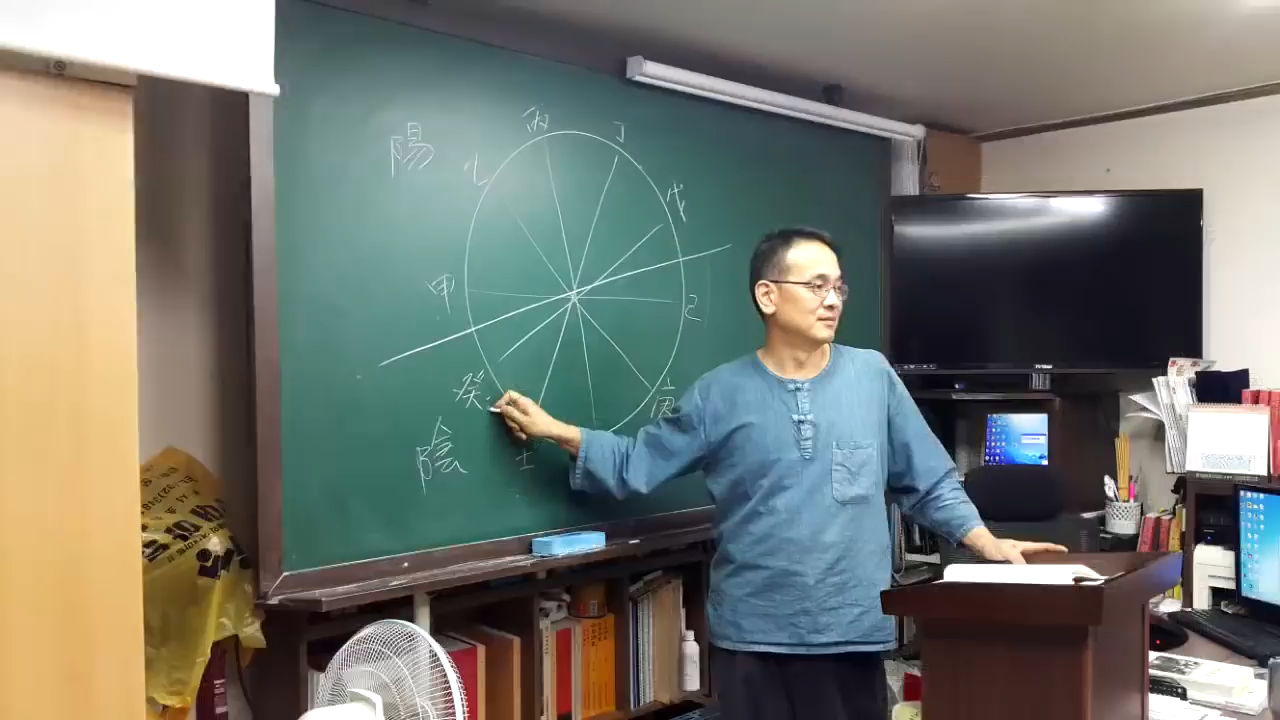 陽
丙
丁
乙
戊
甲
己
癸
庚
陰
壬